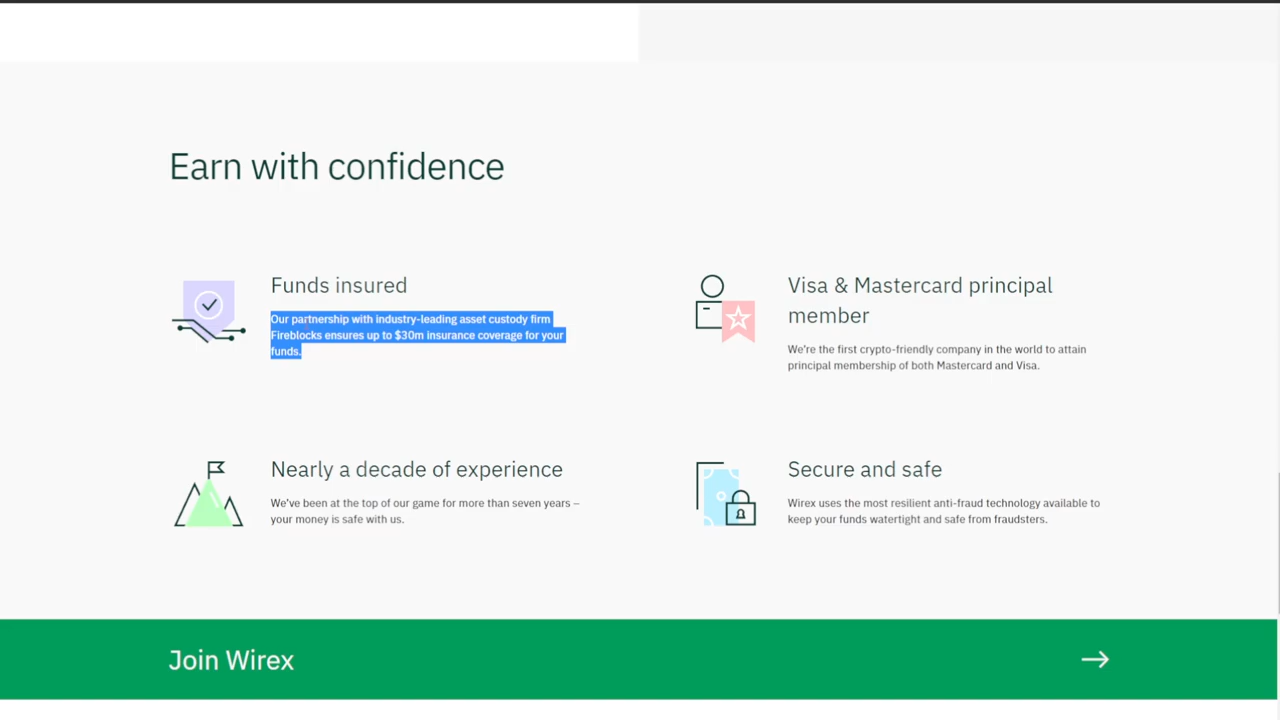 Earn with confidence
Funds insured
Our partnership with industry-leading asset custody firm
Fireblocks ensures up to $30m insurance coverage for your
funds.
Visa & Mastercard principal
member
We're the first crypto-friendly company in the world to attain
principal membership of both Mastercard and Visa.
Nearly a decade of experience
We've been at the top of our game for more than seven years –
your money is safe with us.
Secure and safe
Wirex uses the most resilient anti-fraud technology available to
keep your funds watertight and safe from fraudsters.
Join Wirex